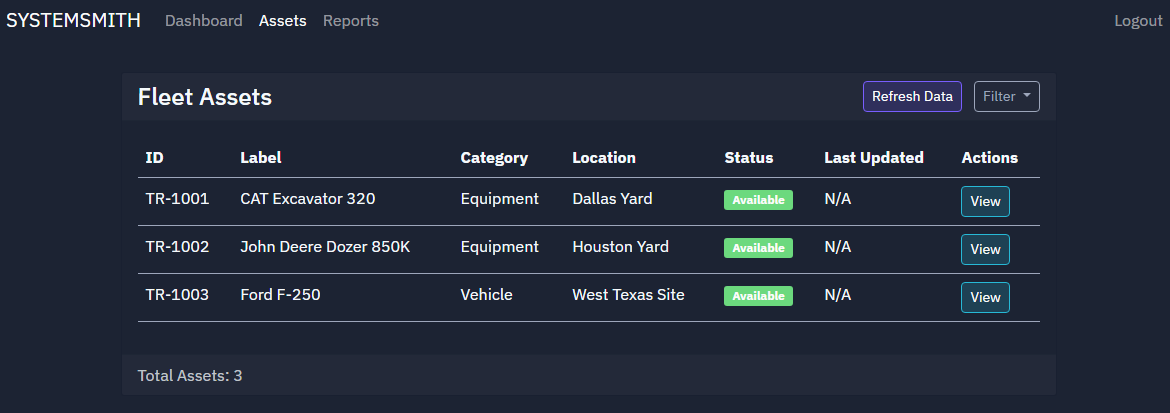 SYSTEMSMITH Dashboard Assets Reports Logout
Fleet Assets Refresh Data Filter
ID Label Category Location Status Last Updated Actions
TR-1001 CAT Excavator 320 Equipment Dallas Yard Available N/A View
TR-1002 John Deere Dozer 850K Equipment Houston Yard Available N/A View
TR-1003 Ford F-250 Vehicle West Texas Site Available N/A View
Total Assets: 3